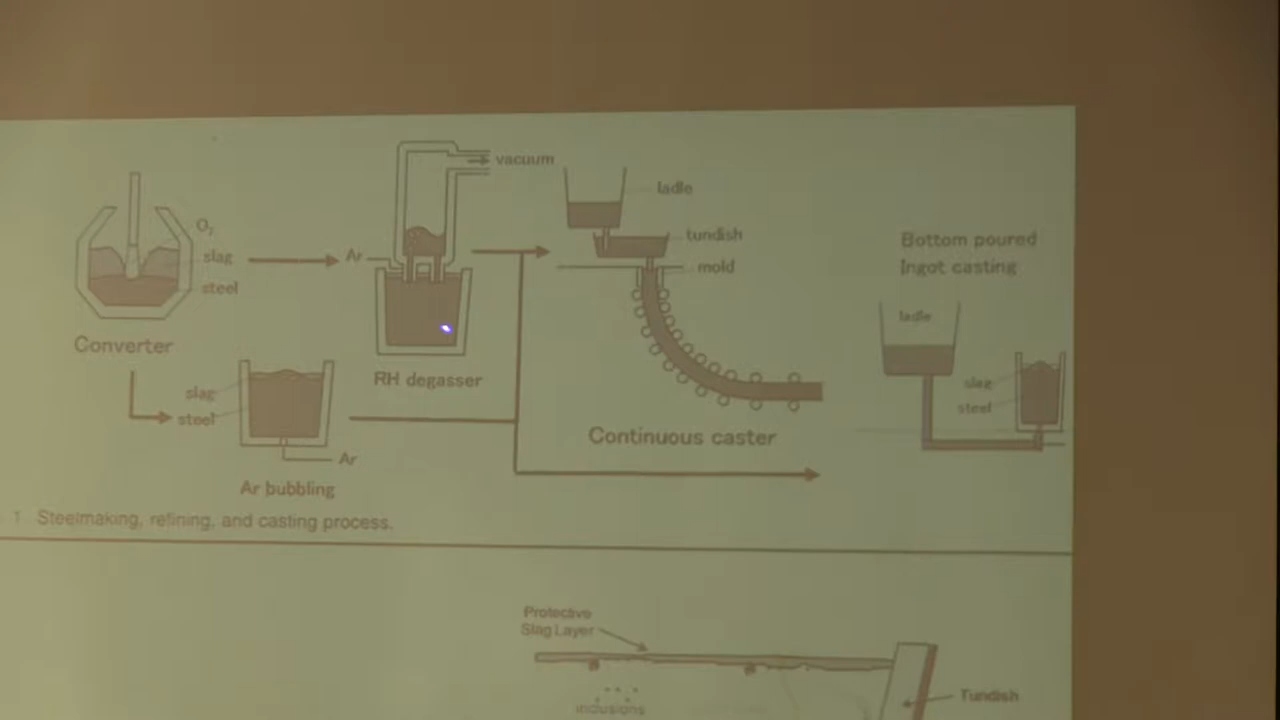 O₂
slag
steel
Converter
slag
steel
Ar
Ar bubbling
Ar
vacuum
RH degasser
ladle
tundish
mold
Continuous caster
Bottom poured
Ingot casting
ladle
slag
steel
1 Steelmaking, refining, and casting process.
Protective
Slag Layer
inclusions
Tundish